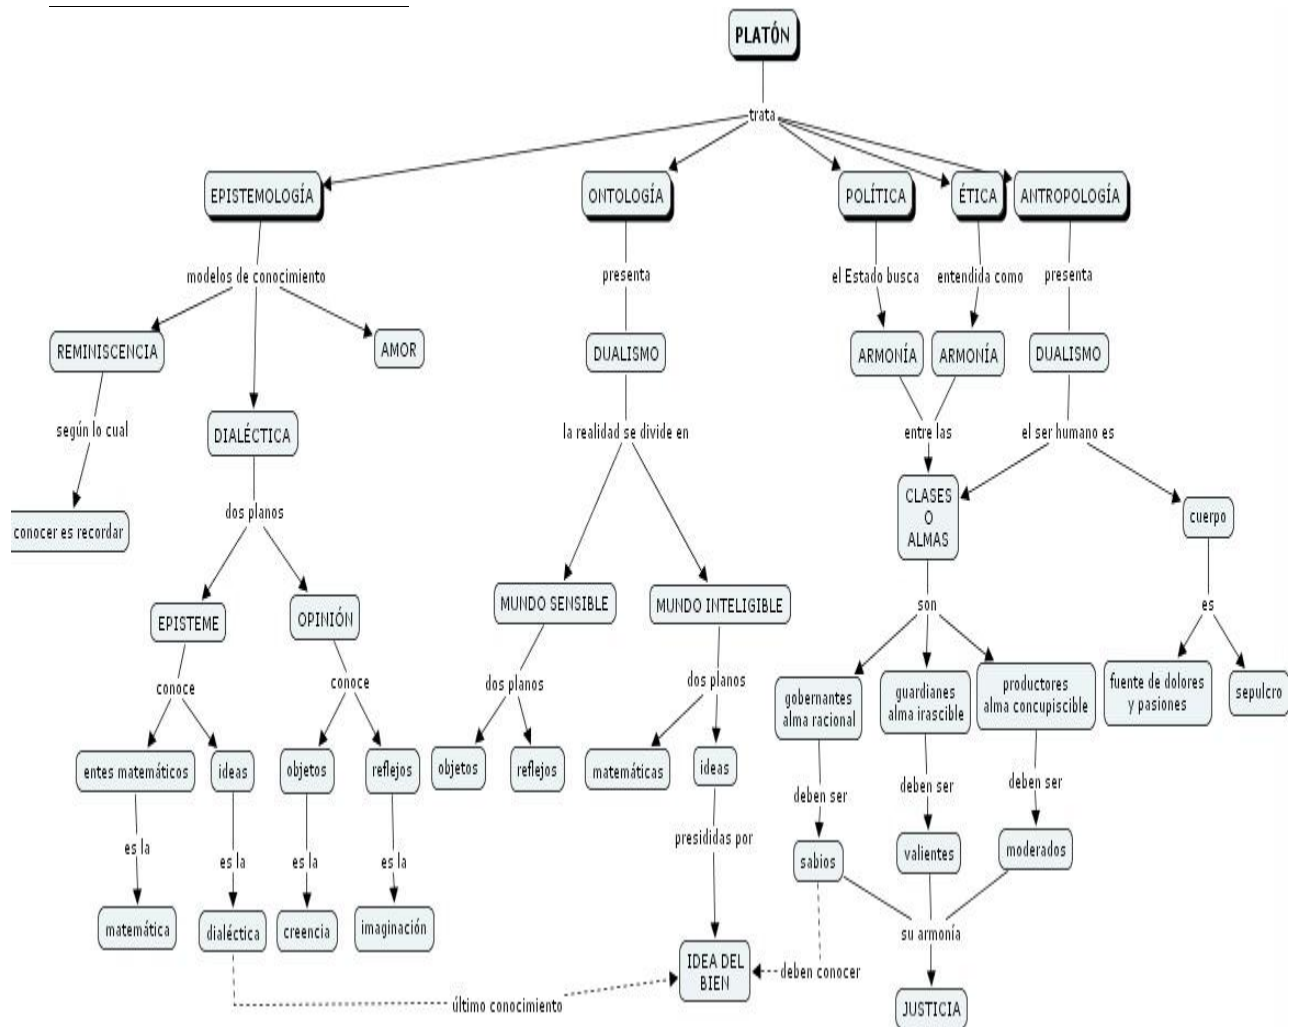 PLATÓN
trata
EPISTEMOLOGÍA
ONTOLOGÍA
POLÍTICA
ÉTICA
ANTROPOLOGÍA
modelos de conocimiento
presenta
el Estado busca
entendida como
presenta
REMINISCENCIA
AMOR
DUALISMO
ARMONÍA
ARMONÍA
DUALISMO
según lo cual
DIALÉCTICA
la realidad se divide en
entre las
el ser humano es
conocer es recordar
dos planos
CLASES
O
ALMAS
cuerpo
EPISTEME
OPINIÓN
MUNDO SENSIBLE
MUNDO INTELIGIBLE
son
es
conoce
conoce
dos planos
dos planos
gobernantes
alma racional
guardianes
alma irascible
productores
alma concupiscible
fuente de dolores
y pasiones
sepulcro
entes matemáticos
ideas
objetos
reflejos
objetos
reflejos
matemáticas
ideas
deben ser
deben ser
deben ser
es la
es la
es la
es la
presididas por
sabios
valientes
moderados
matemática
dialéctica
creencia
imaginación
su armonía
IDEA DEL
BIEN
deben conocer
último conocimiento
JUSTICIA